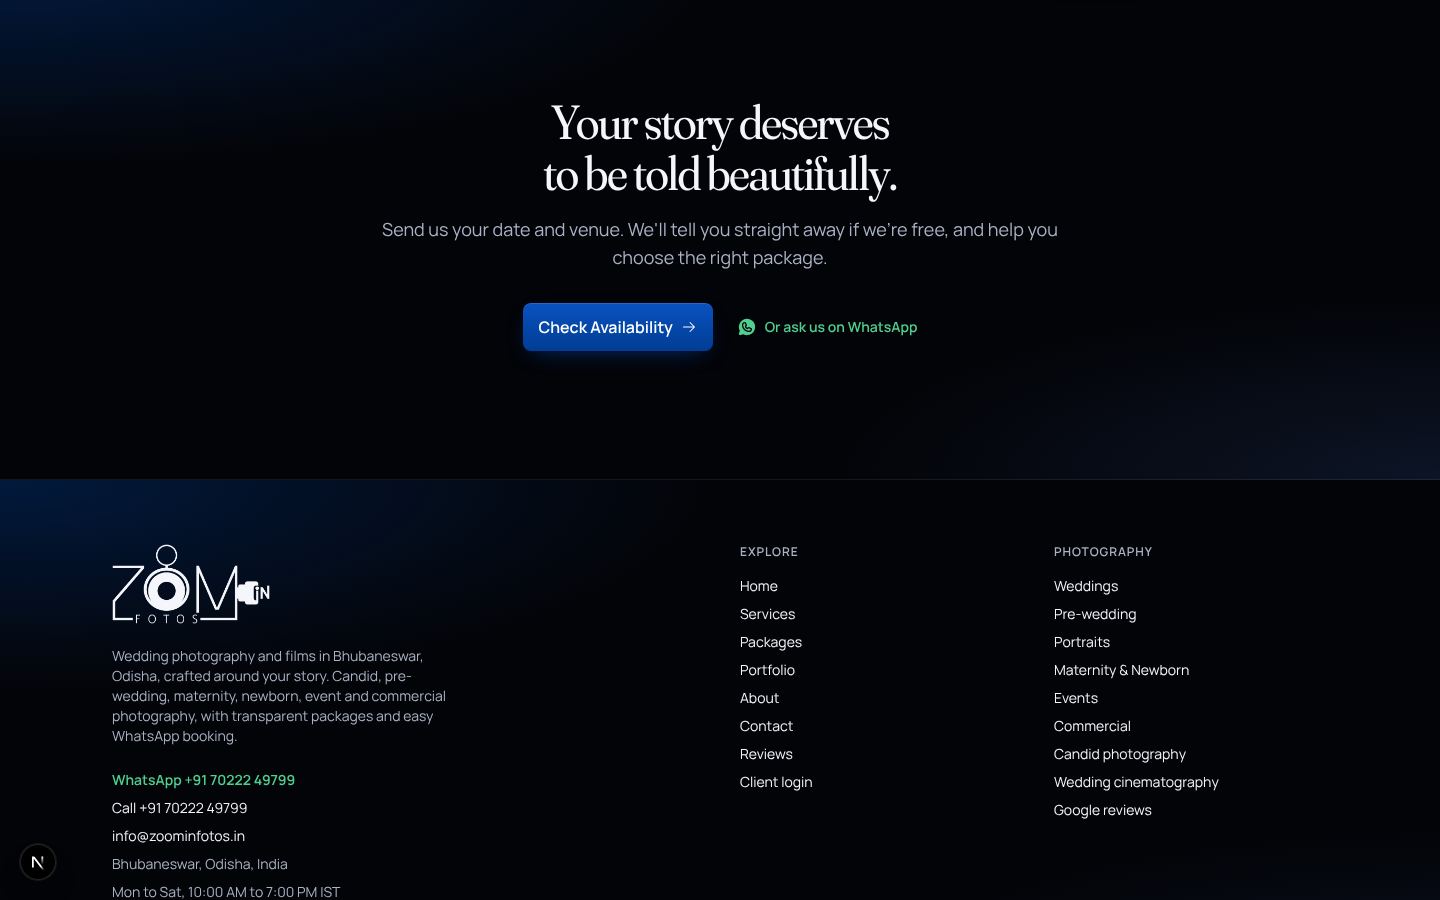 Your story deserves
to be told beautifully.
Send us your date and venue. We'll tell you straight away if we're free, and help you
choose the right package.
Check Availability →
Or ask us on WhatsApp
ZOOM iN
FOTOS
Wedding photography and films in Bhubaneswar,
Odisha, crafted around your story. Candid, pre-
wedding, maternity, newborn, event and commercial
photography, with transparent packages and easy
WhatsApp booking.
WhatsApp +91 70222 49799
Call +91 70222 49799
info@zoominfotos.in
Bhubaneswar, Odisha, India
Mon to Sat, 10:00 AM to 7:00 PM IST
EXPLORE
Home
Services
Packages
Portfolio
About
Contact
Reviews
Client login
PHOTOGRAPHY
Weddings
Pre-wedding
Portraits
Maternity & Newborn
Events
Commercial
Candid photography
Wedding cinematography
Google reviews
N